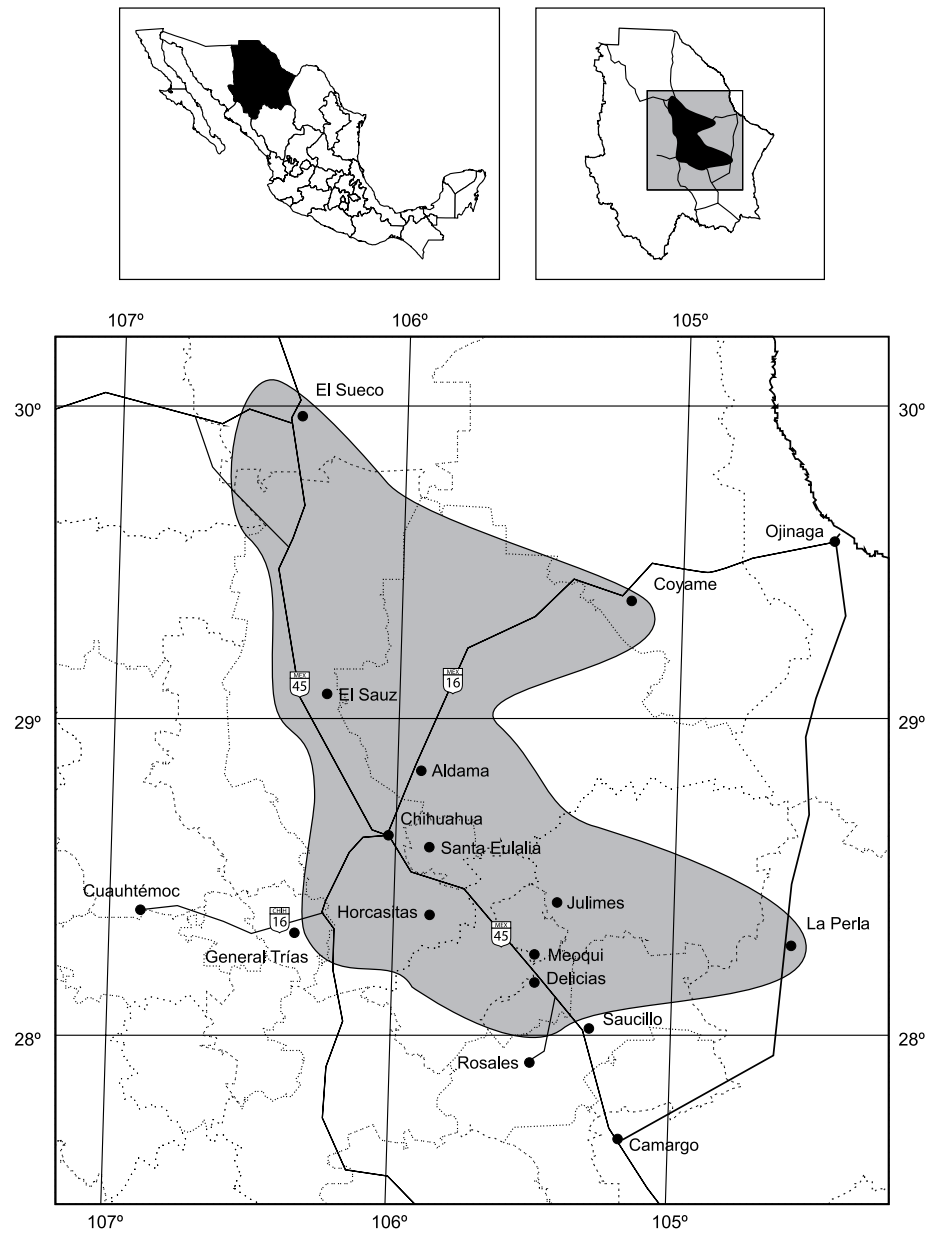 107º 106º 105º
El Sueco
30º 30º
Ojinaga
Coyame
MEX
45
MEX
16
El Sauz
29º 29º
Aldama
Chihuahua
Santa Eulalia
Cuauhtémoc
Julimes
Horcasitas
CHIH
16
La Perla
MEX
45
General Trías
Meoqui
Delicias
Saucillo
28º 28º
Rosales
Camargo
107º 106º 105º